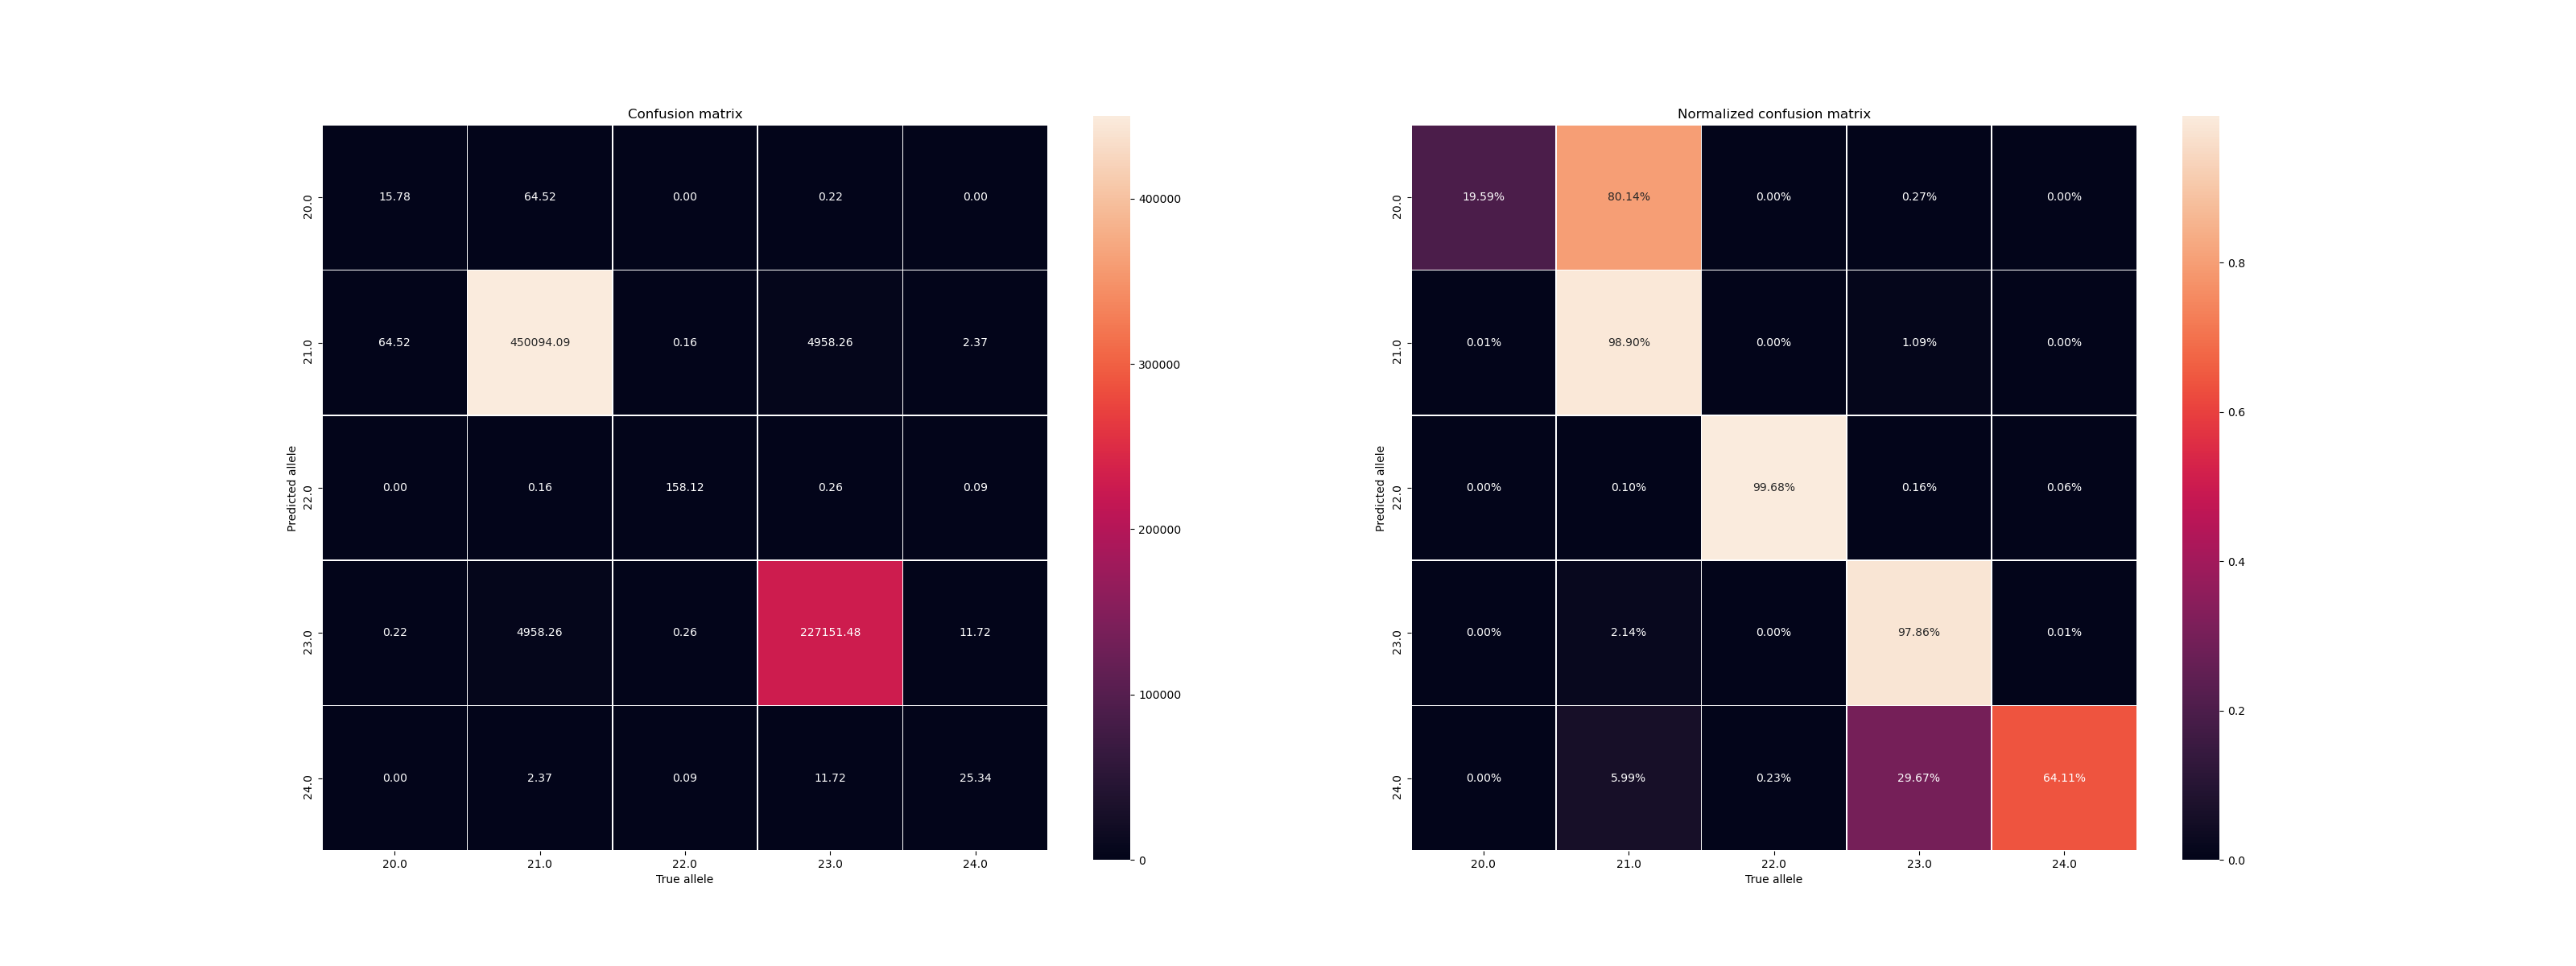 Confusion matrix
20.0 15.78 64.52 0.00 0.22 0.00
21.0 64.52 450094.09 0.16 4958.26 2.37
22.0 0.00 0.16 158.12 0.26 0.09
23.0 0.22 4958.26 0.26 227151.48 11.72
24.0 0.00 2.37 0.09 11.72 25.34
20.0 21.0 22.0 23.0 24.0
True allele
Predicted allele
400000
300000
200000
100000
0
Normalized confusion matrix
20.0 19.59% 80.14% 0.00% 0.27% 0.00%
21.0 0.01% 98.90% 0.00% 1.09% 0.00%
22.0 0.00% 0.10% 99.68% 0.16% 0.06%
23.0 0.00% 2.14% 0.00% 97.86% 0.01%
24.0 0.00% 5.99% 0.23% 29.67% 64.11%
20.0 21.0 22.0 23.0 24.0
True allele
Predicted allele
0.8
0.6
0.4
0.2
0.0